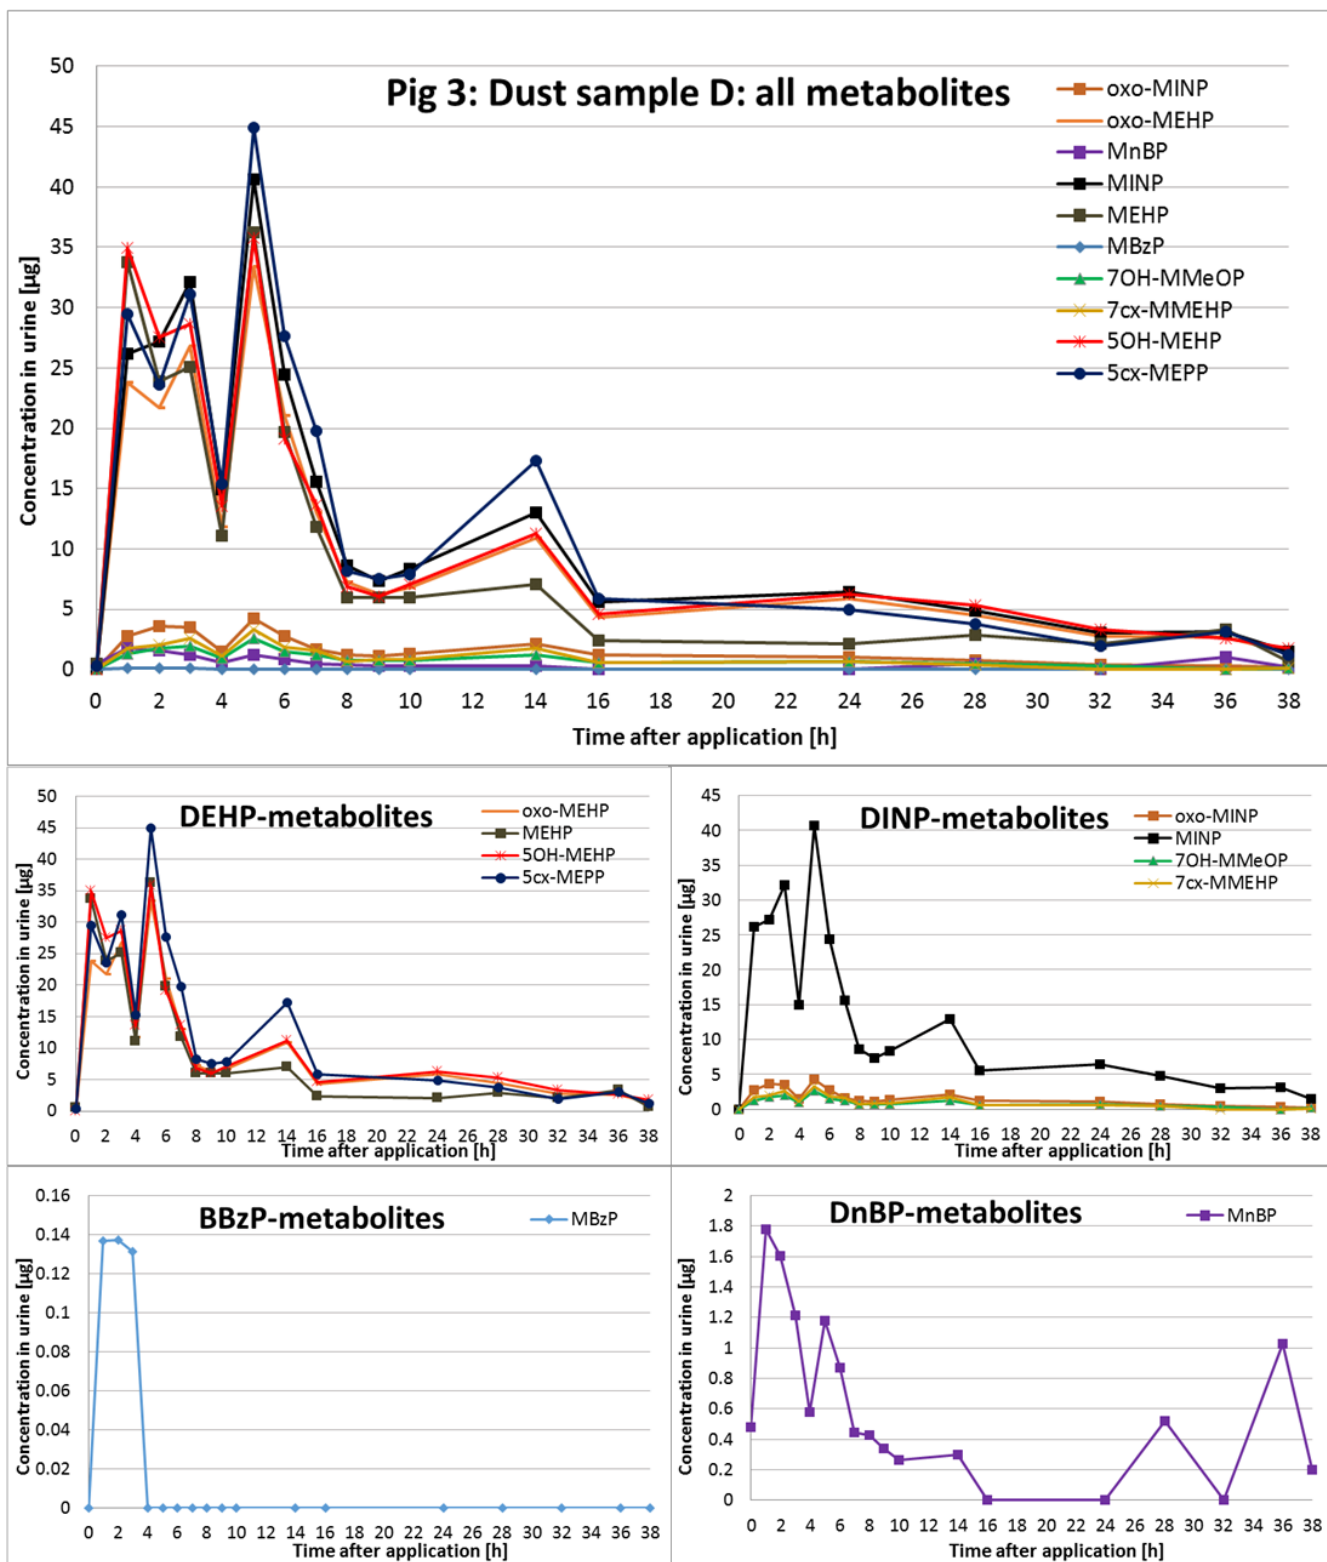 Pig 3: Dust sample D: all metabolites
Concentration in urine [µg]
50
45
40
35
30
25
20
15
10
5
0
oxo-MINP
oxo-MEHP
MnBP
MINP
MEHP
MBzP
7OH-MMeOP
7cx-MMEHP
5OH-MEHP
5cx-MEPP
0 2 4 6 8 10 12 14 16 18 20 22 24 26 28 30 32 34 36 38
Time after application [h]
DEHP-metabolites
Concentration in urine [µg]
50
45
40
35
30
25
20
15
10
5
0
oxo-MEHP
MEHP
5OH-MEHP
5cx-MEPP
0 2 4 6 8 10 12 14 16 18 20 22 24 26 28 30 32 34 36 38
Time after application [h]
DINP-metabolites
Concentration in urine [µg]
45
40
35
30
25
20
15
10
5
0
oxo-MINP
MINP
7OH-MMeOP
7cx-MMEHP
0 2 4 6 8 10 12 14 16 18 20 22 24 26 28 30 32 34 36 38
Time after application [h]
BBzP-metabolites
Concentration in urine [µg]
0.16
0.14
0.12
0.1
0.08
0.06
0.04
0.02
0
MBzP
0 2 4 6 8 10 12 14 16 18 20 22 24 26 28 30 32 34 36 38
Time after application [h]
DnBP-metabolites
Concentration in urine [µg]
2
1.8
1.6
1.4
1.2
1
0.8
0.6
0.4
0.2
0
MnBP
0 2 4 6 8 10 12 14 16 18 20 22 24 26 28 30 32 34 36 38
Time after application [h]